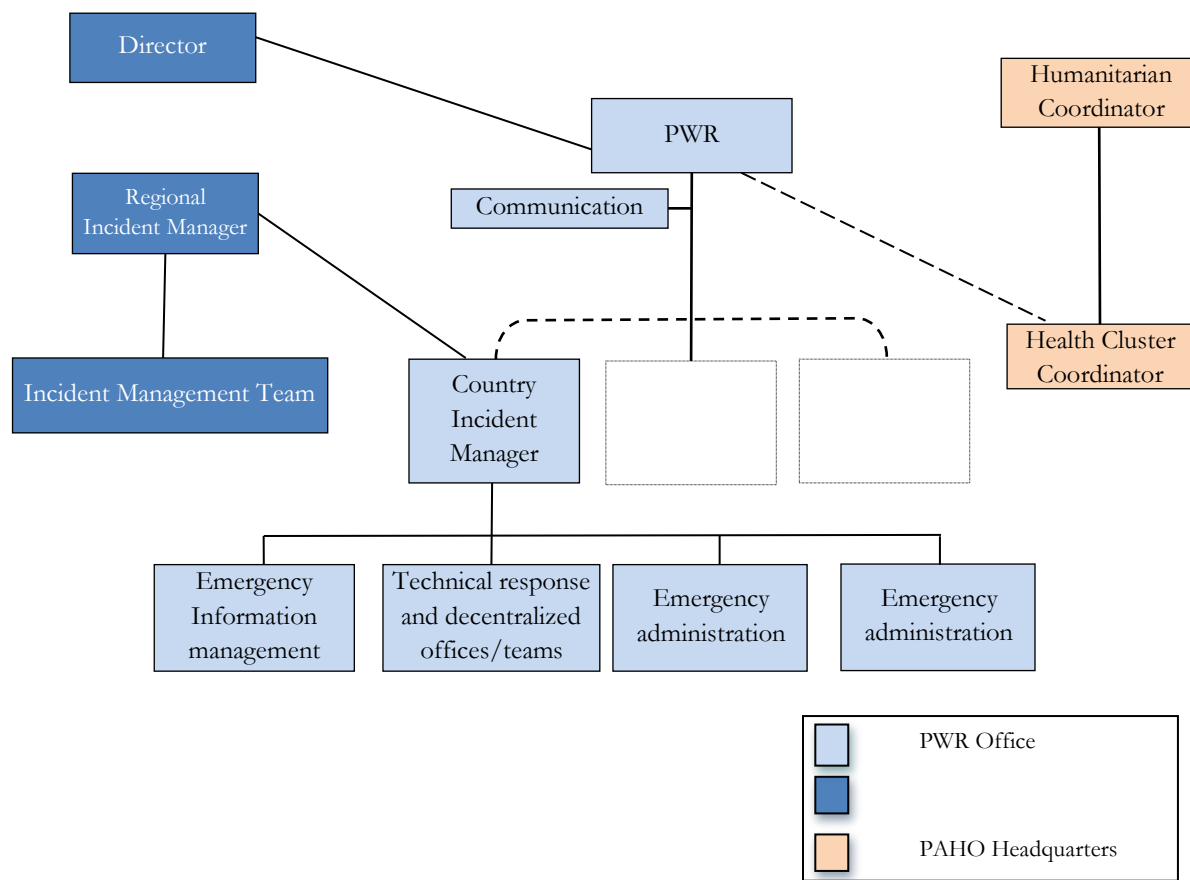 Director
Humanitarian
Coordinator
PWR
Communication
Regional
Incident Manager
Health Cluster
Coordinator
Incident Management Team
Country
Incident
Manager
Emergency
Information
management
Technical response
and decentralized
offices/teams
Emergency
administration
Emergency
administration
PWR Office
PAHO Headquarters